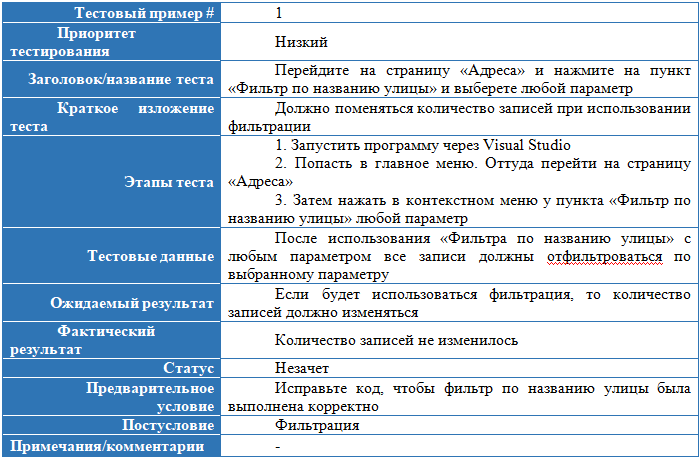 Тестовый пример # 1
Приоритет
тестирования
Низкий
Заголовок/название теста
Перейдите на страницу «Адреса» и нажмите на пункт
«Фильтр по названию улицы» и выберете любой параметр
Краткое изложение
теста
Должно поменяться количество записей при использовании
фильтрации
Этапы теста
1. Запустить программу через Visual Studio
2. Попасть в главное меню. Оттуда перейти на страницу
«Адреса»
3. Затем нажать в контекстном меню у пункта «Фильтр по
названию улицы» любой параметр
Тестовые данные
После использования «Фильтра по названию улицы» с
любым параметром все записи должны отфильтроваться по
выбранному параметру
Ожидаемый результат
Если будет использоваться фильтрация, то количество
записей должно изменяться
Фактический
результат
Количество записей не изменилось
Статус
Незачет
Предварительное
условие
Исправьте код, чтобы фильтр по названию улицы была
выполнена корректно
Постусловие
Фильтрация
Примечания/комментарии
-